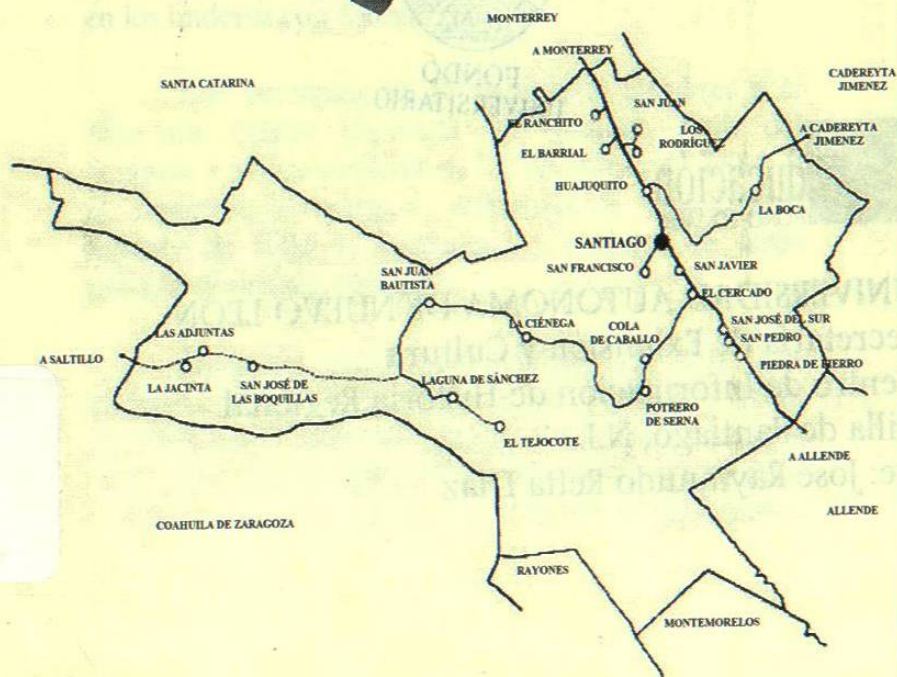 MONTERREY
A MONTERREY
SANTA CATARINA
CADEREYTA
JIMENEZ
FONDO
UNIVERSITARIO
SAN JUAN
EL RANCHITO
LOS
RODRÍGUEZ
A CADEREYTA
JIMENEZ
EL BARRIAL
HUAJUQUITO
LA BOCA
SANTIAGO
SAN FRANCISCO
SAN JAVIER
SAN JUAN
BAUTISTA
EL CERCADO
LA CIÉNEGA
COLA
DE CABALLO
SAN JOSÉ DEL SUR
SAN PEDRO
PIEDRA DE FIERRO
LAS ADJUNTAS
A SALTILLO
LA JACINTA
SAN JOSÉ DE
LAS BOQUILLAS
LAGUNA DE SÁNCHEZ
POTRERO
DE SERNA
EL TEJOCOTE
A ALLENDE
ALLENDE
COAHUILA DE ZARAGOZA
RAYONES
MONTEMORELOS